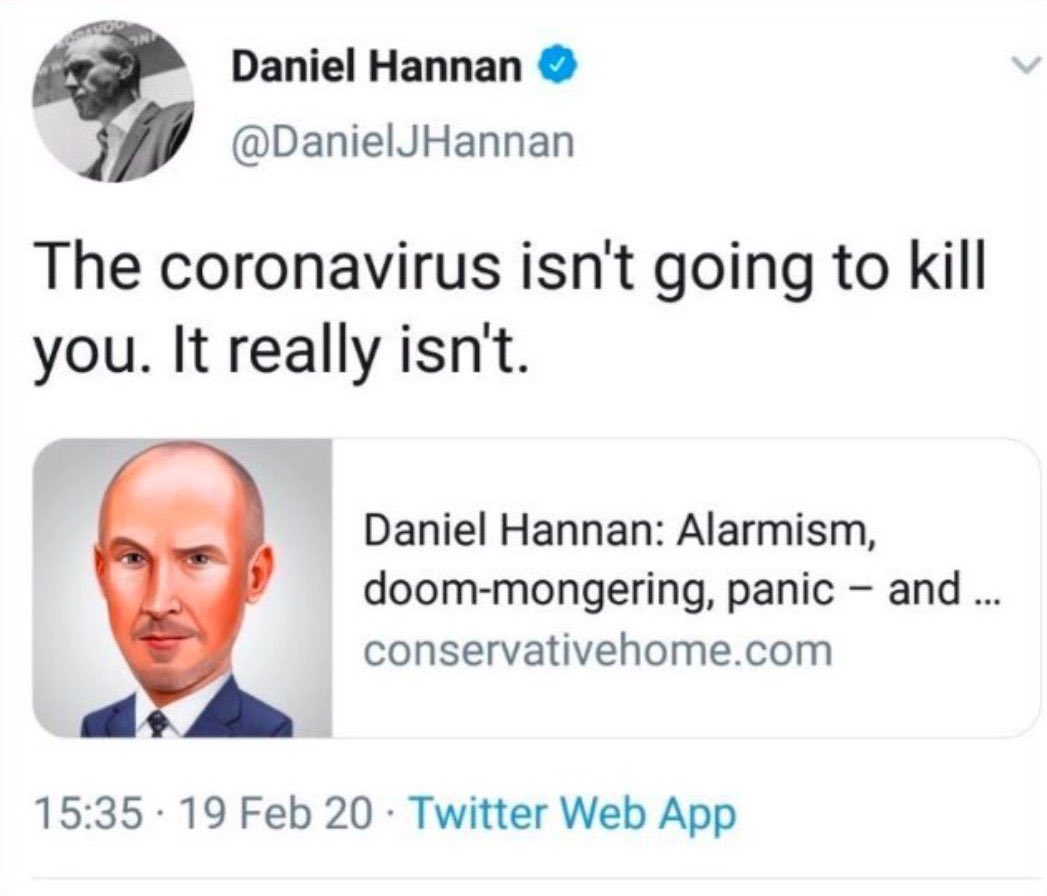 Daniel Hannan
@DanielJHannan
The coronavirus isn't going to kill
you. It really isn't.
Daniel Hannan: Alarmism,
doom-mongering, panic – and ...
conservativehome.com
15:35 · 19 Feb 20 · Twitter Web App